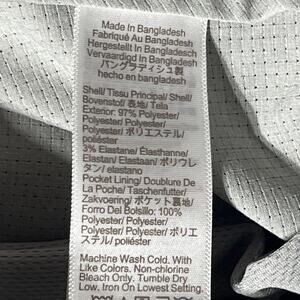 Made In Bangladesh
Fabriqué Au Bangladesh
Hergestellt In Bangladesch
Vervaardigd In Bangladesh
バングラディシュ製
hecho en bangladesh
Shell/ Tissu Principal/ Shell/
Bovenstof/ 表地/ Tela
Exterior: 97% Polyester/
Polyester/ Polyester/
Polyester/ ポリエステル/
poliéster
3% Elastane/ Élasthanne/
Elastan/ Elastaan/ ポリウレ
タン/ elastano
Pocket Lining/ Doublure De
La Poche/ Taschenfutter/
Zakvoering/ ポケット裏地/
Forro Del Bolsillo: 100%
Polyester/ Polyester/
Polyester/ Polyester/ ポリエ
ステル/ poliéster
Machine Wash Cold. With
Like Colors. Non-chlorine
Bleach Only. Tumble Dry
Low. Iron On Lowest Setting.